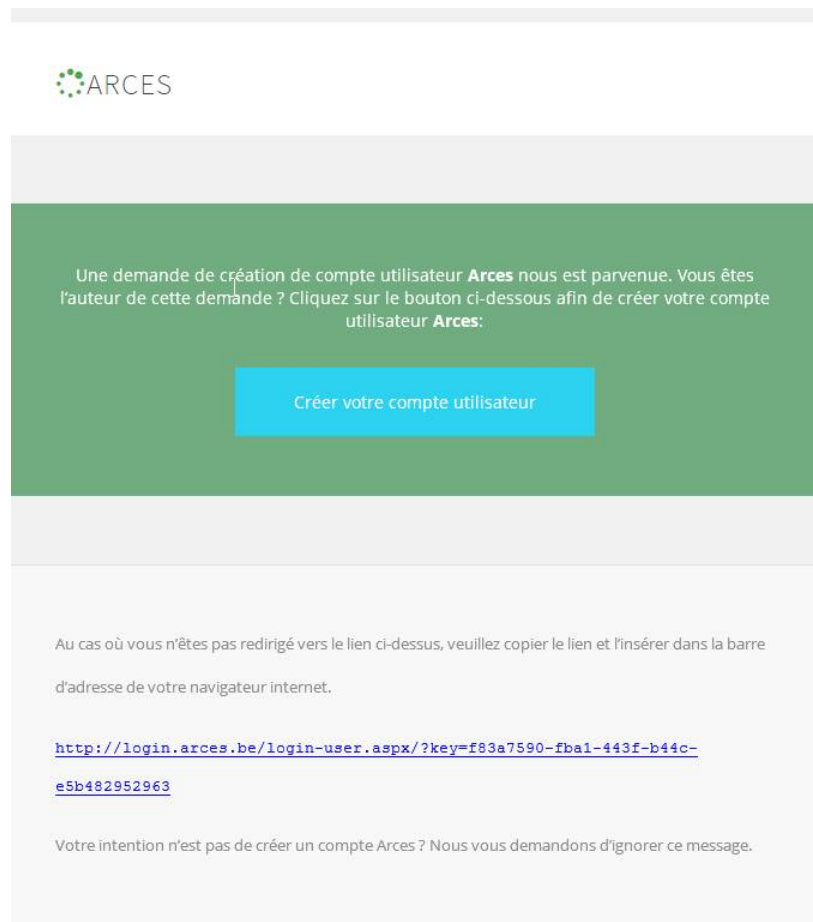 ARCES
Une demande de création de compte utilisateur Arces nous est parvenue. Vous êtes
l’auteur de cette demande ? Cliquez sur le bouton ci-dessous afin de créer votre compte
utilisateur Arces:
Créer votre compte utilisateur
Au cas où vous n’êtes pas redirigé vers le lien ci-dessus, veuillez copier le lien et l’insérer dans la barre
d’adresse de votre navigateur internet.
http://login.arces.be/login-user.aspx/?key=f83a7590-fba1-443f-b44c-
e5b482952963
Votre intention n’est pas de créer un compte Arces ? Nous vous demandons d’ignorer ce message.